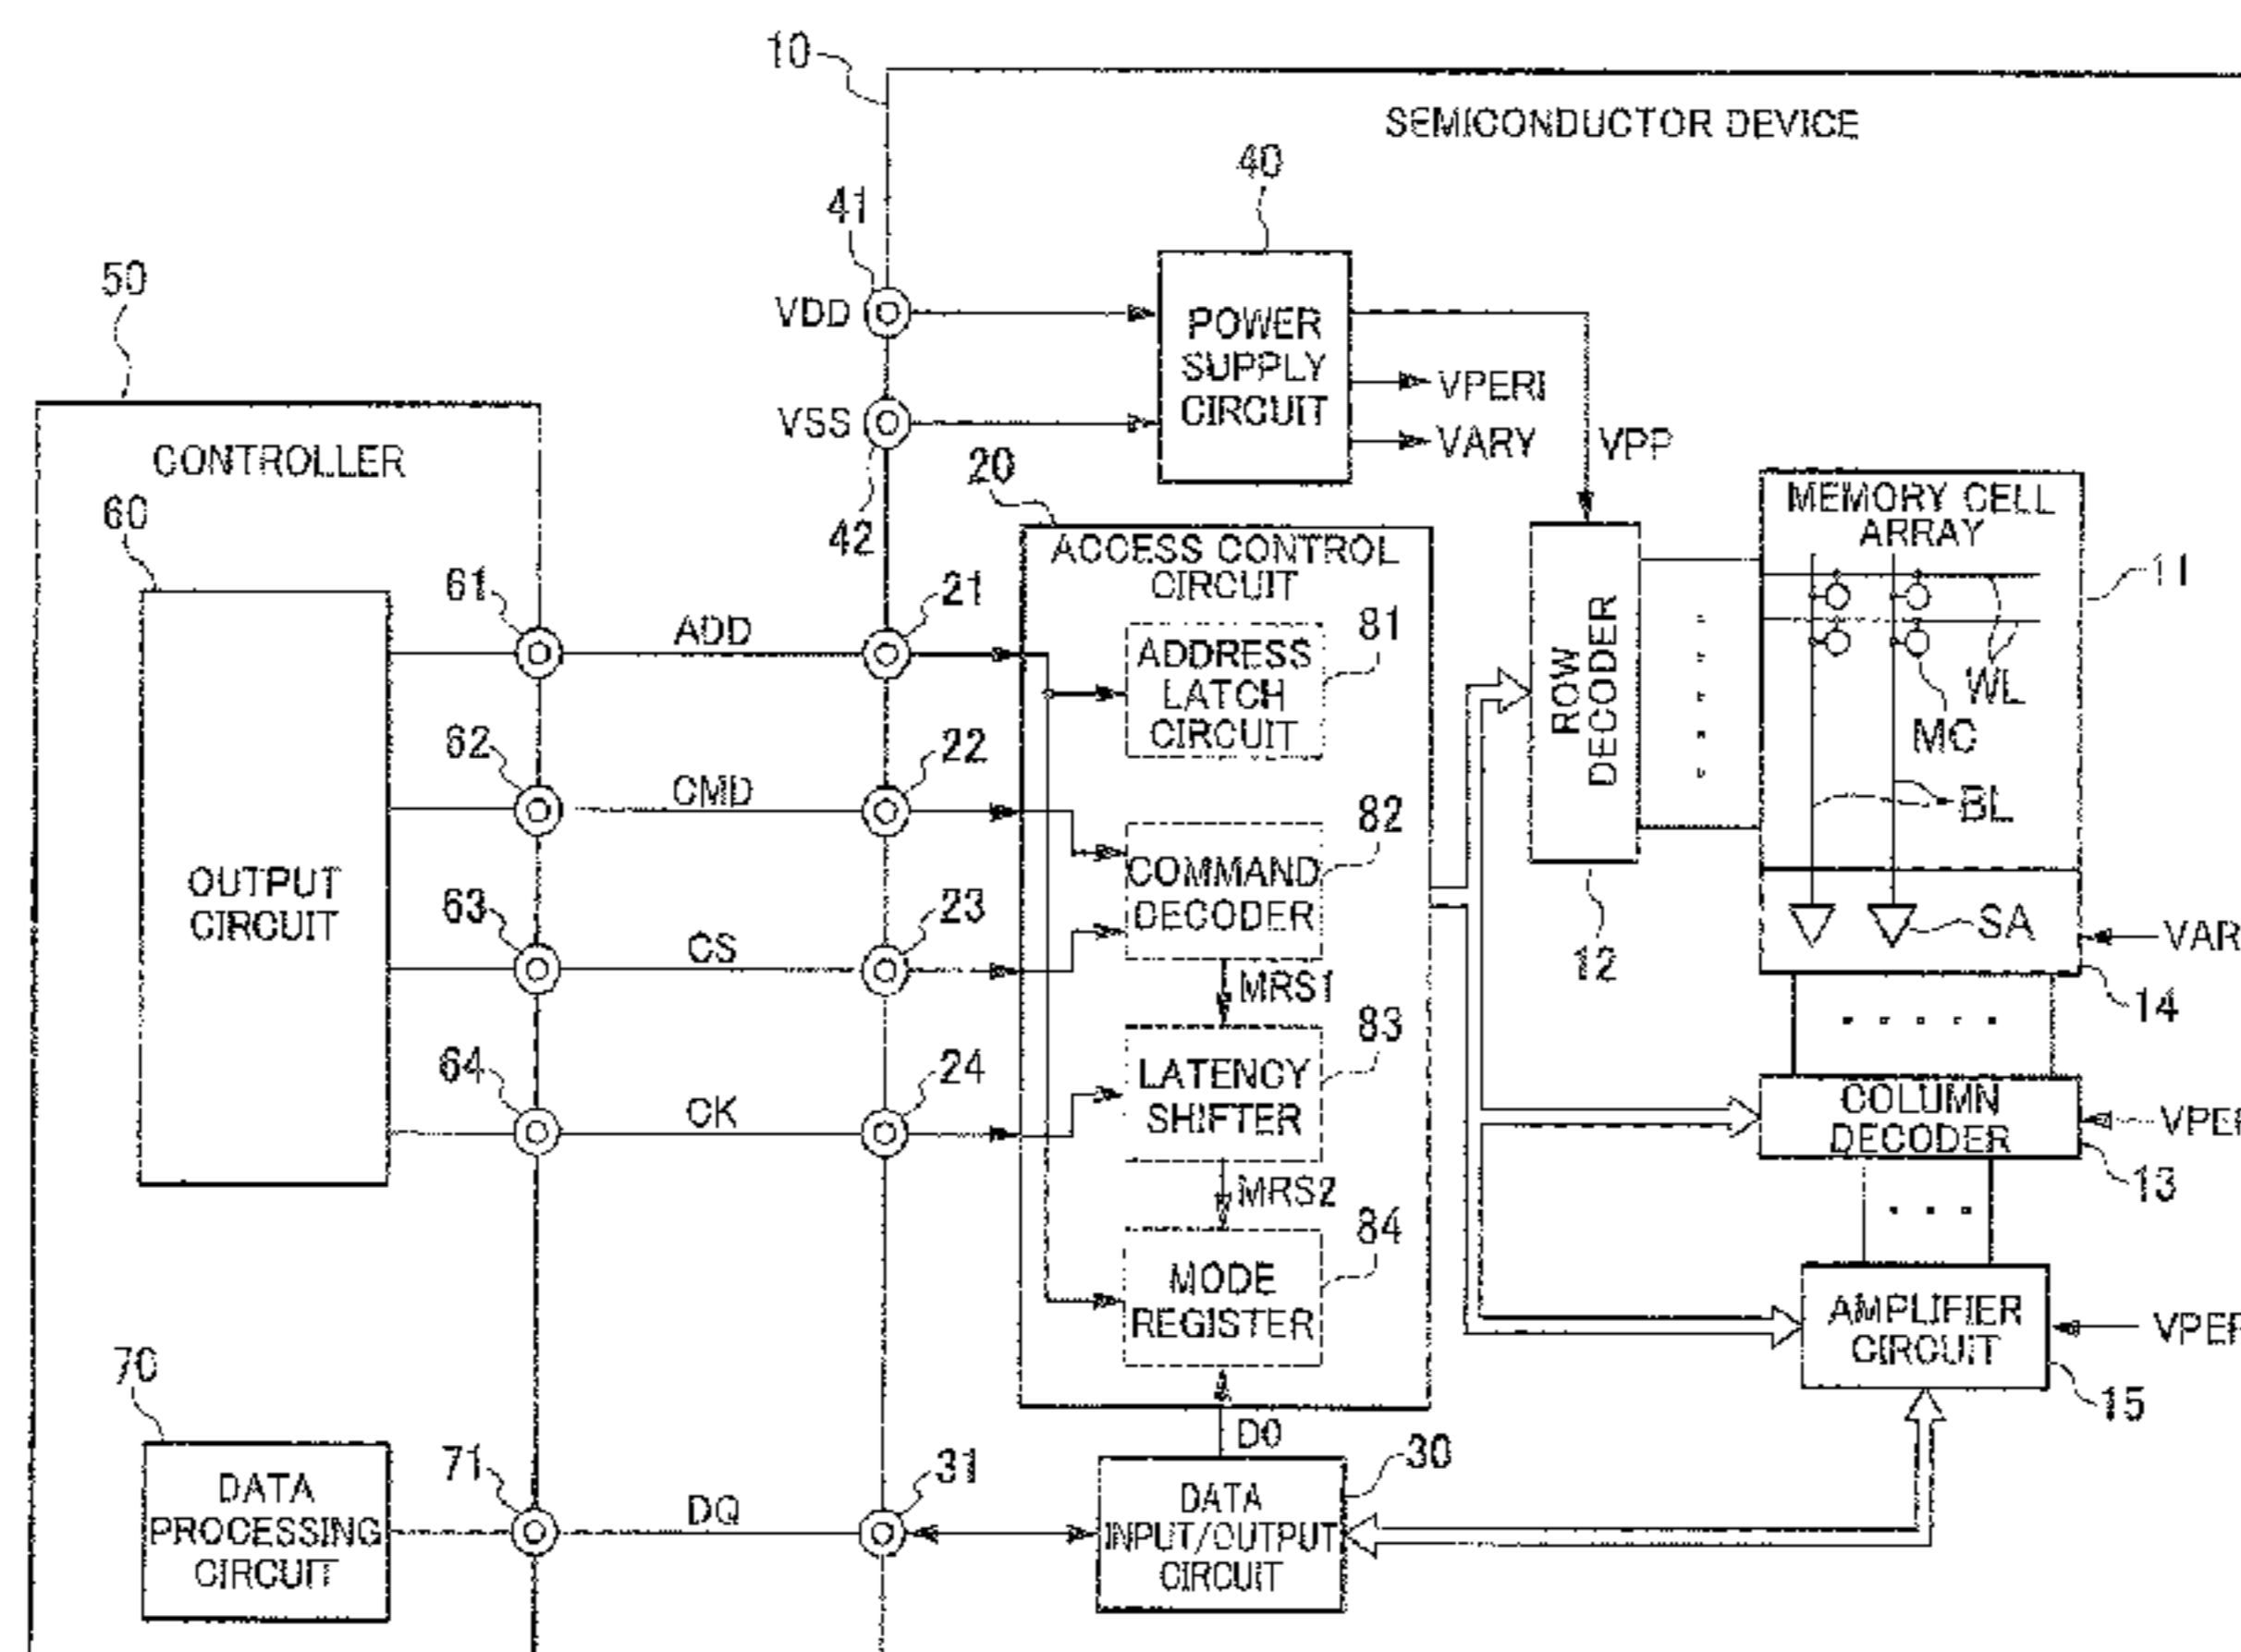 10
SEMICONDUCTOR DEVICE
40
41
50
VDD
POWER
SUPPLY
CIRCUIT
VPERI
VSS
VARY
VPP
42
CONTROLLER
20
MEMORY CELL
ARRAY
60
ACCESS CONTROL
CIRCUIT
11
61
ADD
21
ADDRESS
LATCH
CIRCUIT
81
ROW
DECODER
WL
MC
62
CMD
22
BL
82
OUTPUT
CIRCUIT
COMMAND
DECODER
63
CS
23
12
SA
VAR
14
MRS1
83
64
CK
24
LATENCY
SHIFTER
COLUMN
DECODER
VPER
13
MRS2
84
MODE
REGISTER
AMPLIFIER
CIRCUIT
VPER
15
70
D0
30
DATA
PROCESSING
CIRCUIT
71
DQ
31
DATA
INPUT/OUTPUT
CIRCUIT